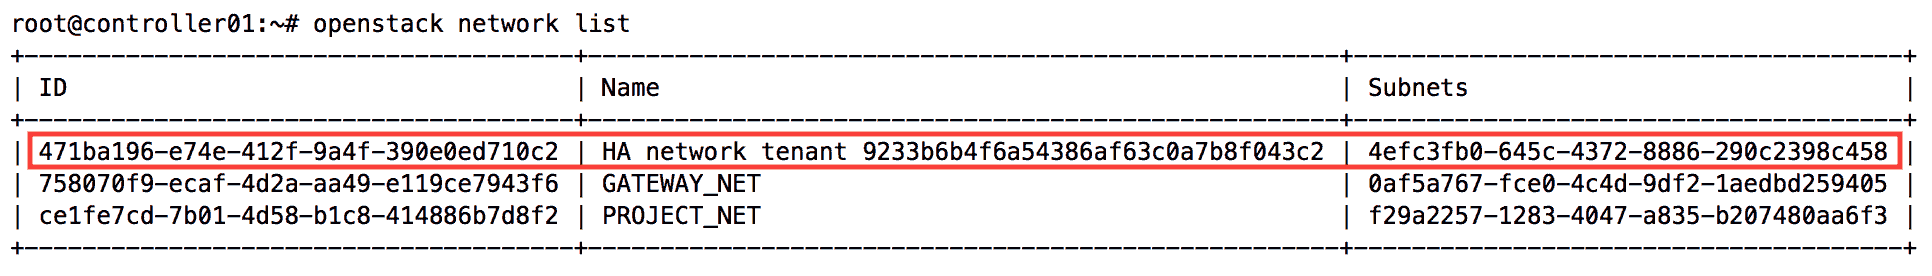 root@controller01:~# openstack network list
+--------------------------------------+----------------------------------------------------+--------------------------------------+
| ID | Name | Subnets |
+--------------------------------------+----------------------------------------------------+--------------------------------------+
| 471ba196-e74e-412f-9a4f-390e0ed710c2 | HA network tenant 9233b6b4f6a54386af63c0a7b8f043c2 | 4efc3fb0-645c-4372-8886-290c2398c458 |
| 758070f9-ecaf-4d2a-aa49-e119ce7943f6 | GATEWAY_NET | 0af5a767-fce0-4c4d-9df2-1aedbd259405 |
| ce1fe7cd-7b01-4d58-b1c8-414886b7d8f2 | PROJECT_NET | f29a2257-1283-4047-a835-b207480aa6f3 |
+--------------------------------------+----------------------------------------------------+--------------------------------------+